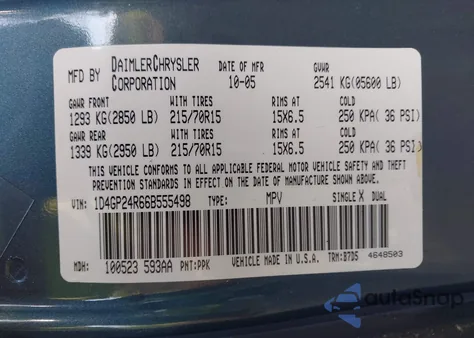 MFD BY DAIMLERCHRYSLER CORPORATION DATE OF MFR 10-05 GVWR 2541 KG(05600 LB)
GAWR FRONT WITH TIRES RIMS AT COLD
1293 KG(2850 LB) 215/70R15 15X6.5 250 KPA( 36 PSI)
GAWR REAR WITH TIRES RIMS AT COLD
1339 KG(2950 LB) 215/70R15 15X6.5 250 KPA( 36 PSI)
THIS VEHICLE CONFORMS TO ALL APPLICABLE FEDERAL MOTOR VEHICLE SAFETY AND THEFT
PREVENTION STANDARDS IN EFFECT ON THE DATE OF MANUFACTURE SHOWN ABOVE.
VIN: 1D4GP24R66B555498 TYPE: MPV SINGLE X DUAL
MDH: 100523 593AA PNT:PPK VEHICLE MADE IN U.S.A. TRM:B7D5 4648503
autoSnap